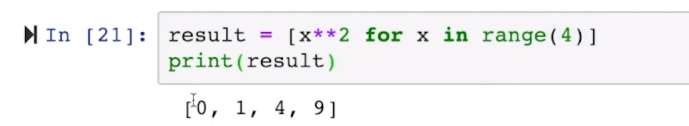 In [21]: result = [x**2 for x in range(4)]
print(result)
[0, 1, 4, 9]